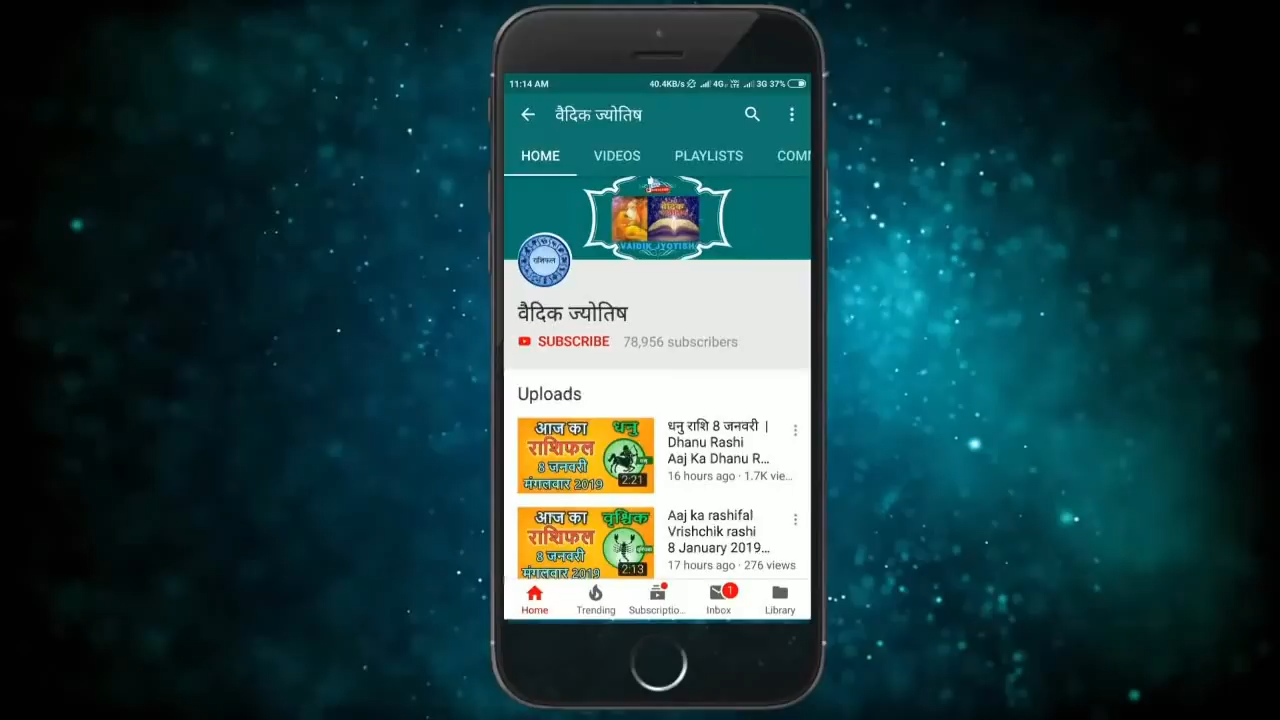 11:14 AM 40.4KB/s 4G VoLTE 3G 37%
वैदिक ज्योतिष
HOME VIDEOS PLAYLISTS COMM
वैदिक
VAIDIK JYOTISH
राशिफल
वैदिक ज्योतिष
SUBSCRIBE 78,956 subscribers
Uploads
आज का धनु
राशिफल
8 जनवरी
मंगलवार 2019 2:21
धनु राशि 8 जनवरी |
Dhanu Rashi
Aaj Ka Dhanu R...
16 hours ago · 1.7K vie...
आज का वृश्चिक
राशिफल
8 जनवरी
मंगलवार 2019 2:13
Aaj ka rashifal
Vrishchik rashi
8 January 2019...
17 hours ago · 276 views
1
Home Trending Subscriptio... Inbox Library